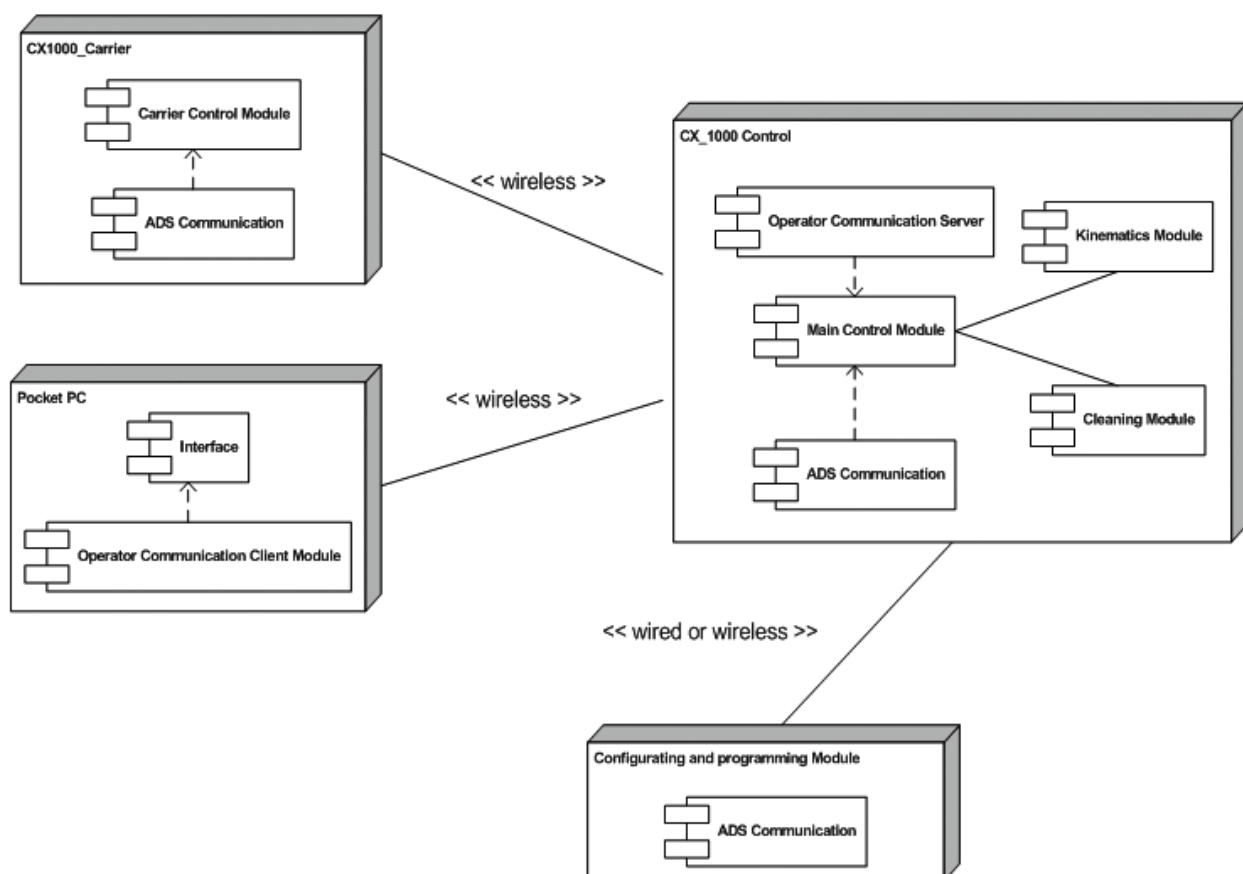 CX1000_Carrier
Carrier Control Module
ADS Communication
<< wireless >>
CX_1000 Control
Operator Communication Server
Kinematics Module
Main Control Module
Cleaning Module
ADS Communication
Pocket PC
Interface
Operator Communication Client Module
<< wireless >>
<< wired or wireless >>
Configurating and programming Module
ADS Communication